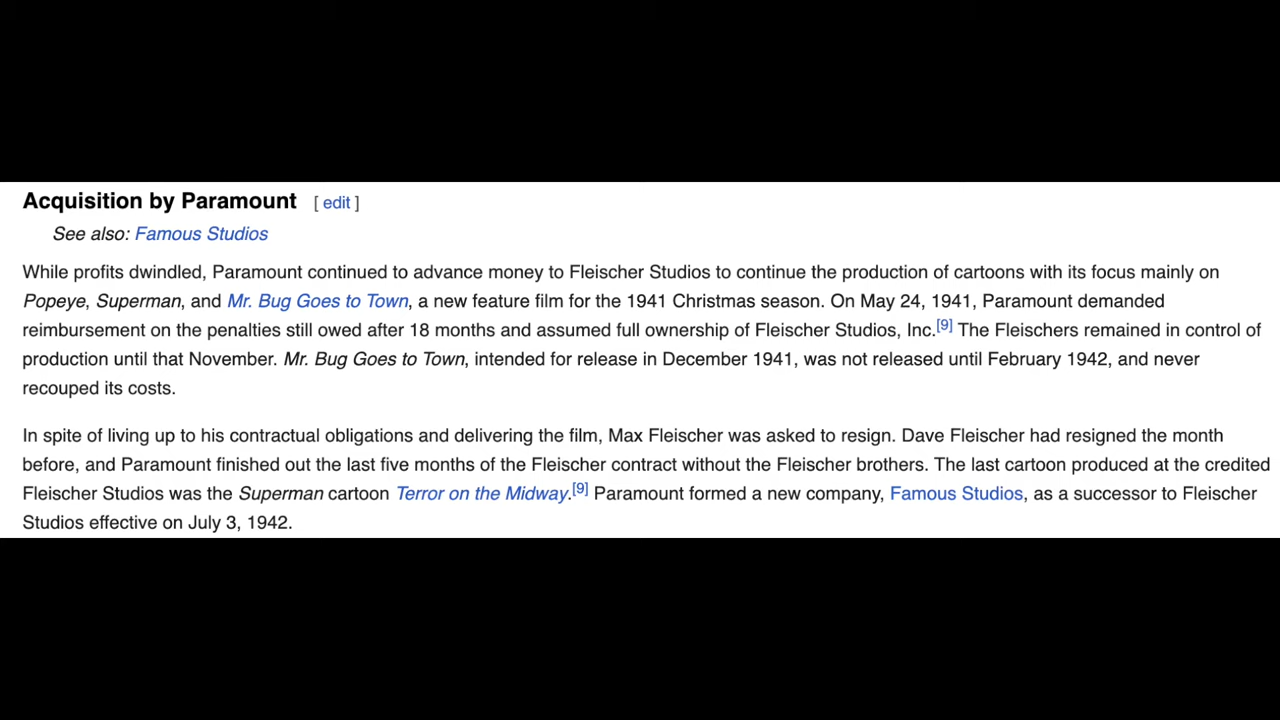 Acquisition by Paramount [ edit ]
See also: Famous Studios
While profits dwindled, Paramount continued to advance money to Fleischer Studios to continue the production of cartoons with its focus mainly on
Popeye, Superman, and Mr. Bug Goes to Town, a new feature film for the 1941 Christmas season. On May 24, 1941, Paramount demanded
reimbursement on the penalties still owed after 18 months and assumed full ownership of Fleischer Studios, Inc.[9] The Fleischers remained in control of
production until that November. Mr. Bug Goes to Town, intended for release in December 1941, was not released until February 1942, and never
recouped its costs.
In spite of living up to his contractual obligations and delivering the film, Max Fleischer was asked to resign. Dave Fleischer had resigned the month
before, and Paramount finished out the last five months of the Fleischer contract without the Fleischer brothers. The last cartoon produced at the credited
Fleischer Studios was the Superman cartoon Terror on the Midway.[9] Paramount formed a new company, Famous Studios, as a successor to Fleischer
Studios effective on July 3, 1942.